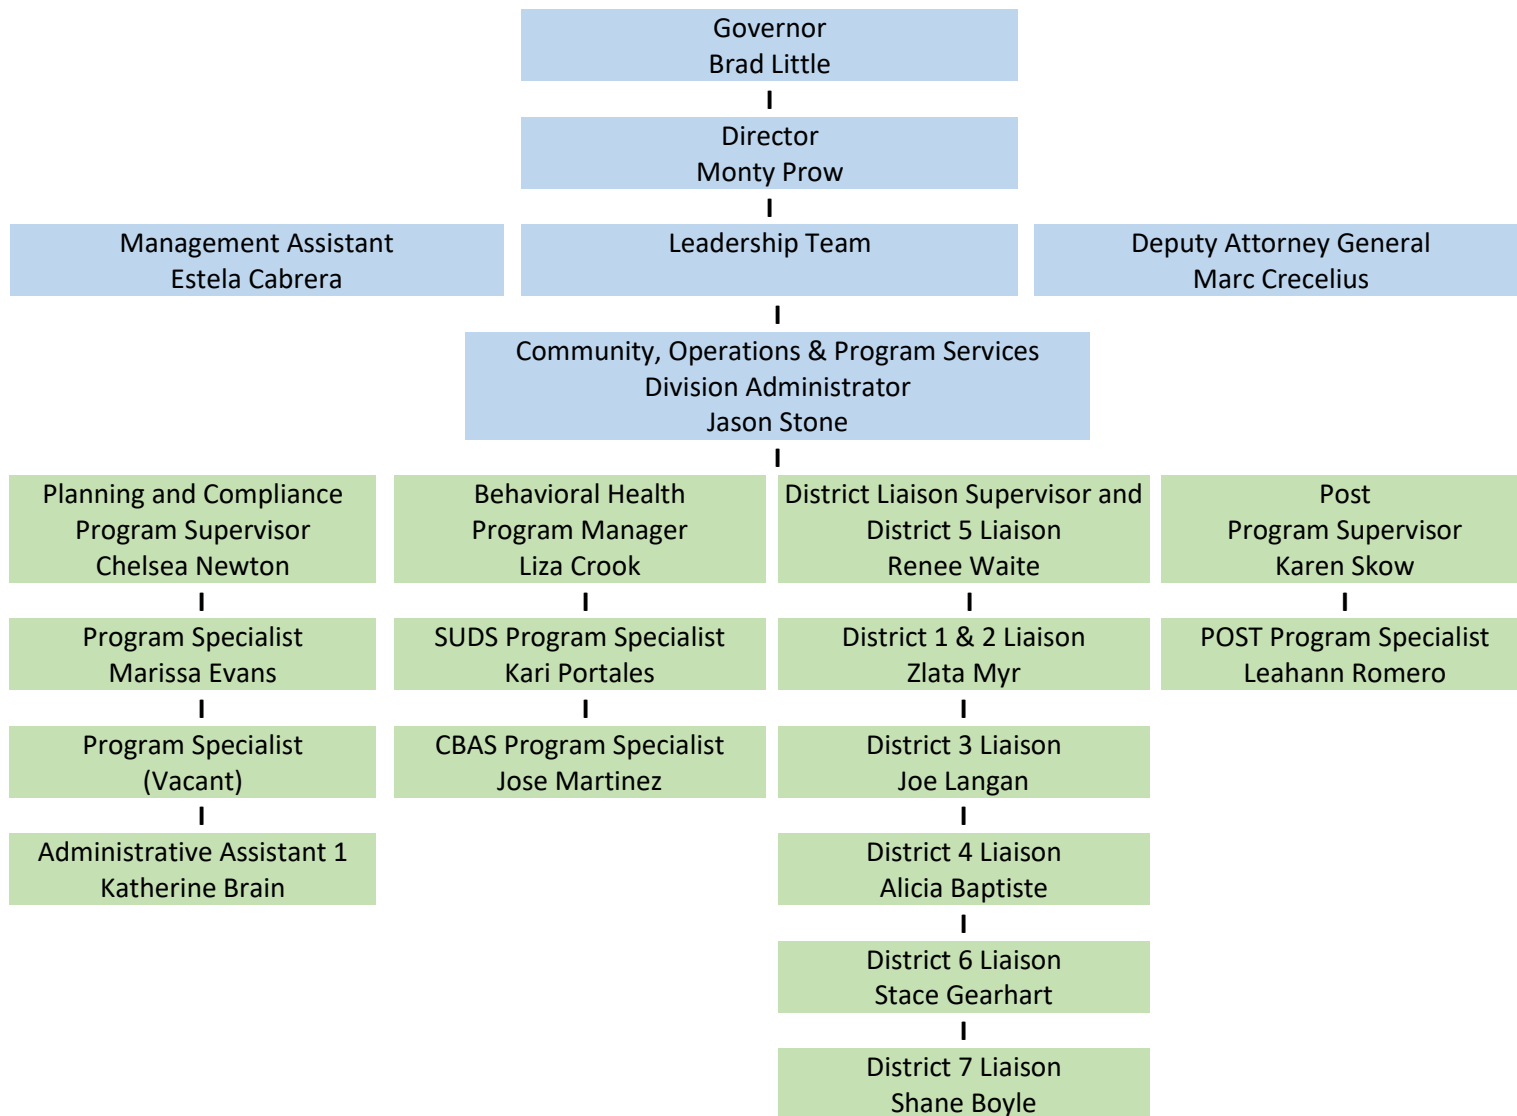 Governor
Brad Little
Director
Monty Prow
Management Assistant
Estela Cabrera
Leadership Team
Deputy Attorney General
Marc Crecelius
Community, Operations & Program Services
Division Administrator
Jason Stone
Planning and Compliance
Program Supervisor
Chelsea Newton
Behavioral Health
Program Manager
Liza Crook
District Liaison Supervisor and
District 5 Liaison
Renee Waite
Post
Program Supervisor
Karen Skow
Program Specialist
Marissa Evans
SUDS Program Specialist
Kari Portales
District 1 & 2 Liaison
Zlata Myr
POST Program Specialist
Leahann Romero
Program Specialist
(Vacant)
CBAS Program Specialist
Jose Martinez
District 3 Liaison
Joe Langan
Administrative Assistant 1
Katherine Brain
District 4 Liaison
Alicia Baptiste
District 6 Liaison
Stace Gearhart
District 7 Liaison
Shane Boyle